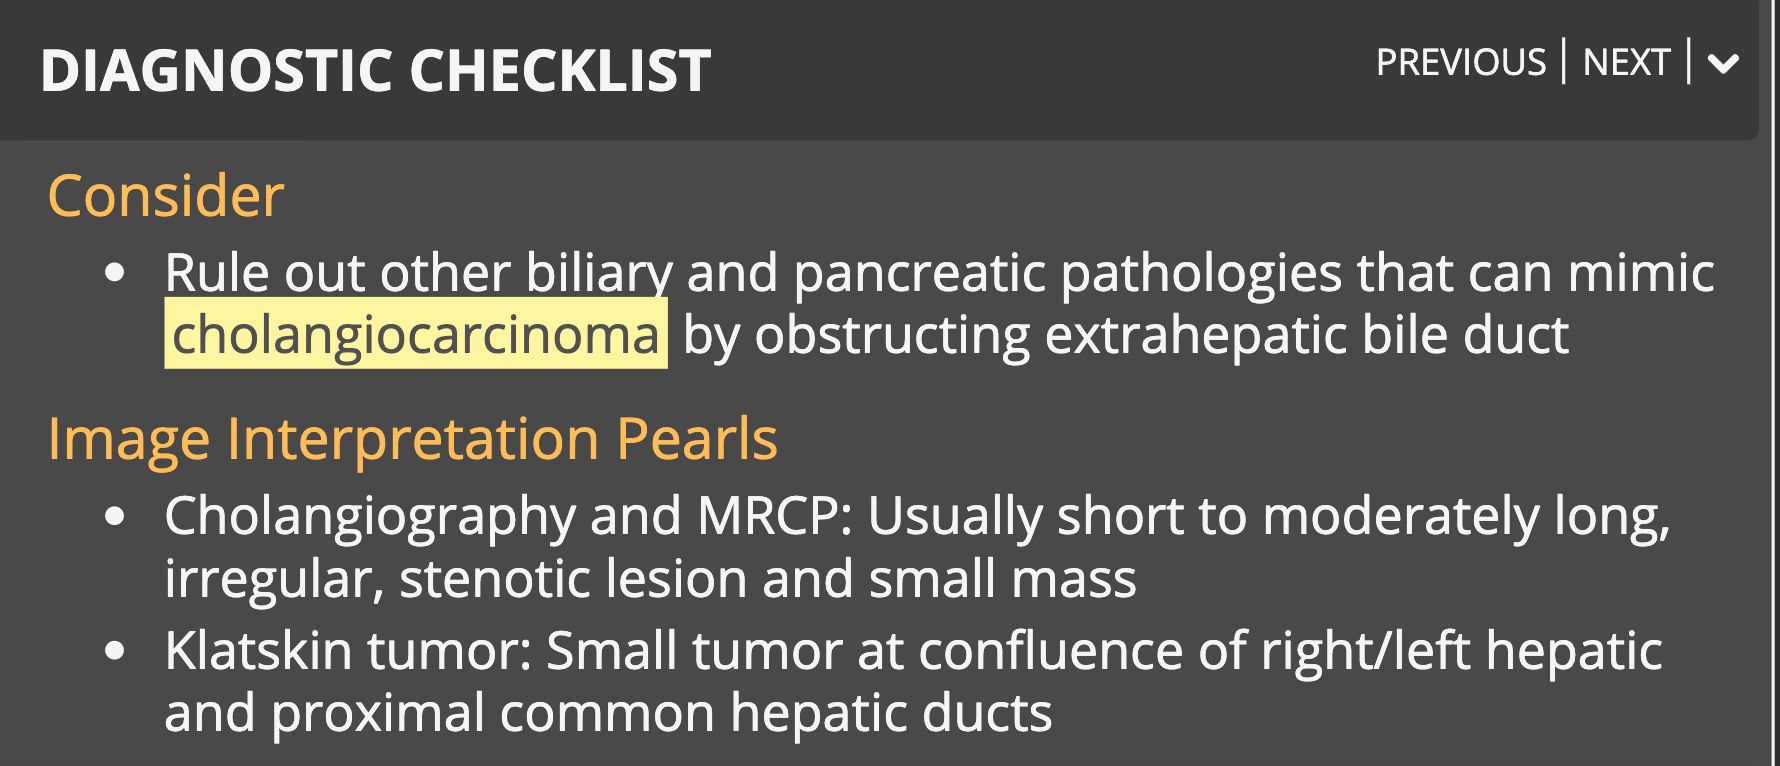 DIAGNOSTIC CHECKLIST
PREVIOUS | NEXT |
Consider
• Rule out other biliary and pancreatic pathologies that can mimic
cholangiocarcinoma by obstructing extrahepatic bile duct
Image Interpretation Pearls
• Cholangiography and MRCP: Usually short to moderately long,
irregular, stenotic lesion and small mass
• Klatskin tumor: Small tumor at confluence of right/left hepatic
and proximal common hepatic ducts